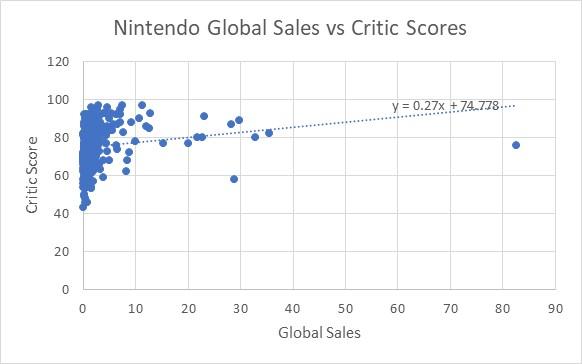 Nintendo Global Sales vs Critic Scores
120
100
80
60
40
20
0
y = 0.27x + 74.778
0 10 20 30 40 50 60 70 80 90
Critic Score
Global Sales